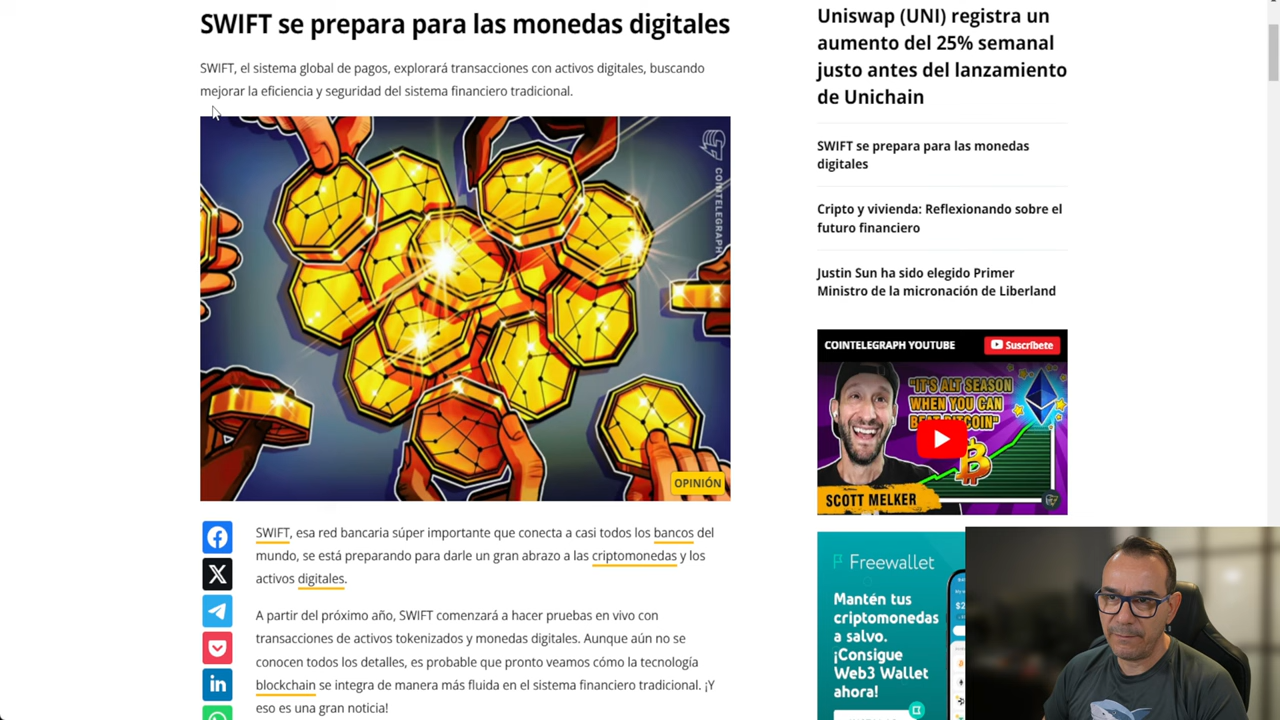 SWIFT se prepara para las monedas digitales
SWIFT, el sistema global de pagos, explorará transacciones con activos digitales, buscando
mejorar la eficiencia y seguridad del sistema financiero tradicional.
COINTELEGRAPH
OPINIÓN
SWIFT, esa red bancaria súper importante que conecta a casi todos los bancos del
mundo, se está preparando para darle un gran abrazo a las criptomonedas y los
activos digitales.
A partir del próximo año, SWIFT comenzará a hacer pruebas en vivo con
transacciones de activos tokenizados y monedas digitales. Aunque aún no se
conocen todos los detalles, es probable que pronto veamos cómo la tecnología
blockchain se integra de manera más fluida en el sistema financiero tradicional. ¡Y
eso es una gran noticia!
Uniswap (UNI) registra un
aumento del 25% semanal
justo antes del lanzamiento
de Unichain
SWIFT se prepara para las monedas
digitales
Cripto y vivienda: Reflexionando sobre el
futuro financiero
Justin Sun ha sido elegido Primer
Ministro de la micronación de Liberland
COINTELEGRAPH YOUTUBE
Suscríbete
"IT'S ALT SEASON
WHEN YOU CAN
BEAT BITCOIN"
SCOTT MELKER
Freewallet
Mantén tus
criptomonedas
a salvo.
¡Consigue
Web3 Wallet
ahora!